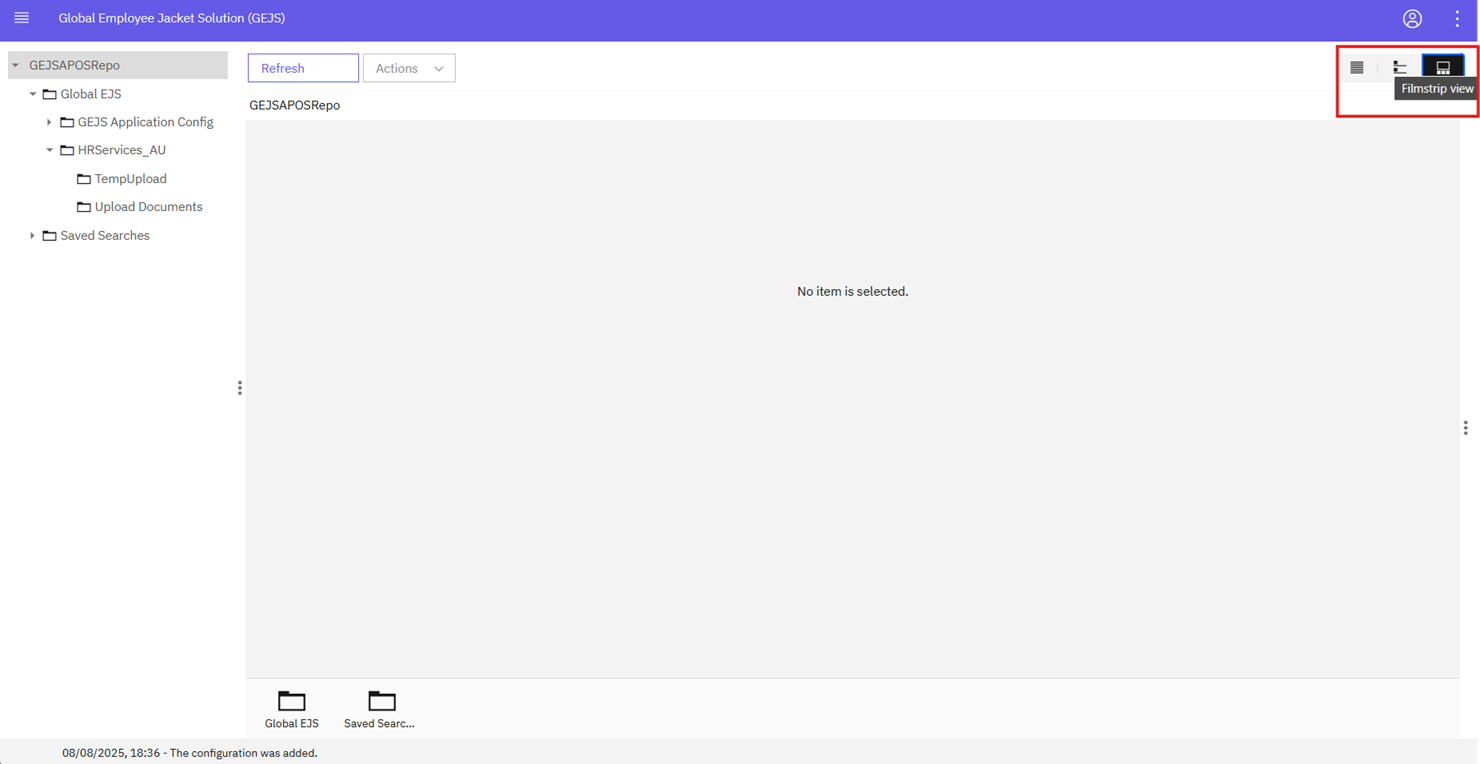 Global Employee Jacket Solution (GEJS)
GEJSAPOSRepo
Global EJS
GEJS Application Config
HRServices_AU
TempUpload
Upload Documents
Saved Searches
Refresh
Actions
Filmstrip view
GEJSAPOSRepo
No item is selected.
Global EJS
Saved Searc...
08/08/2025, 18:36 - The configuration was added.